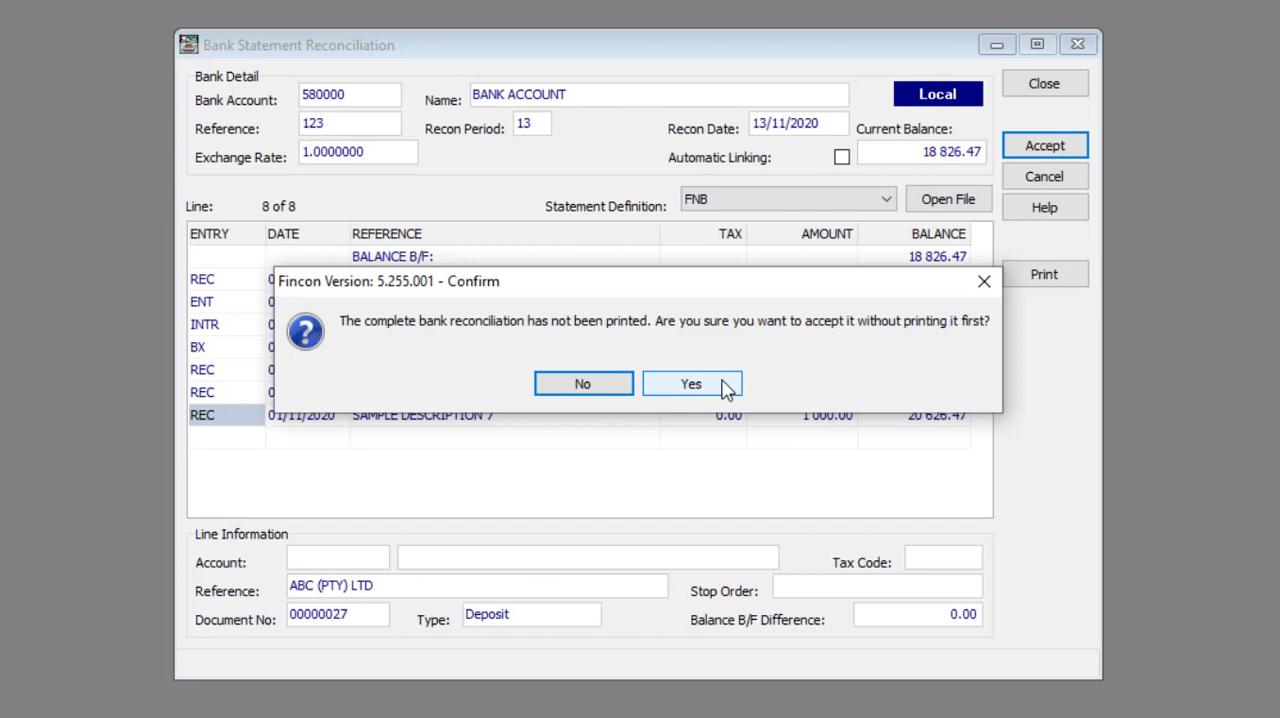 Bank Statement Reconciliation
Bank Detail
Bank Account: 580000 Name: BANK ACCOUNT Local Close
Reference: 123 Recon Period: 13 Recon Date: 13/11/2020 Current Balance:
Exchange Rate: 1.0000000 Automatic Linking: 18 826.47 Accept
Cancel
Line: 8 of 8 Statement Definition: FNB Open File Help
ENTRY DATE REFERENCE TAX AMOUNT BALANCE
BALANCE B/F: 18 826.47
REC 0 Print
Fincon Version: 5.255.001 - Confirm
ENT 0
The complete bank reconciliation has not been printed. Are you sure you want to accept it without printing it first?
INTR 0
BX 0
REC 0
No Yes
REC 0
REC 01/11/2020 SAMPLE DESCRIPTION 7 0.00 1 000.00 20 626.47
Line Information
Account: Tax Code:
Reference: ABC (PTY) LTD Stop Order:
Document No: 00000027 Type: Deposit Balance B/F Difference: 0.00